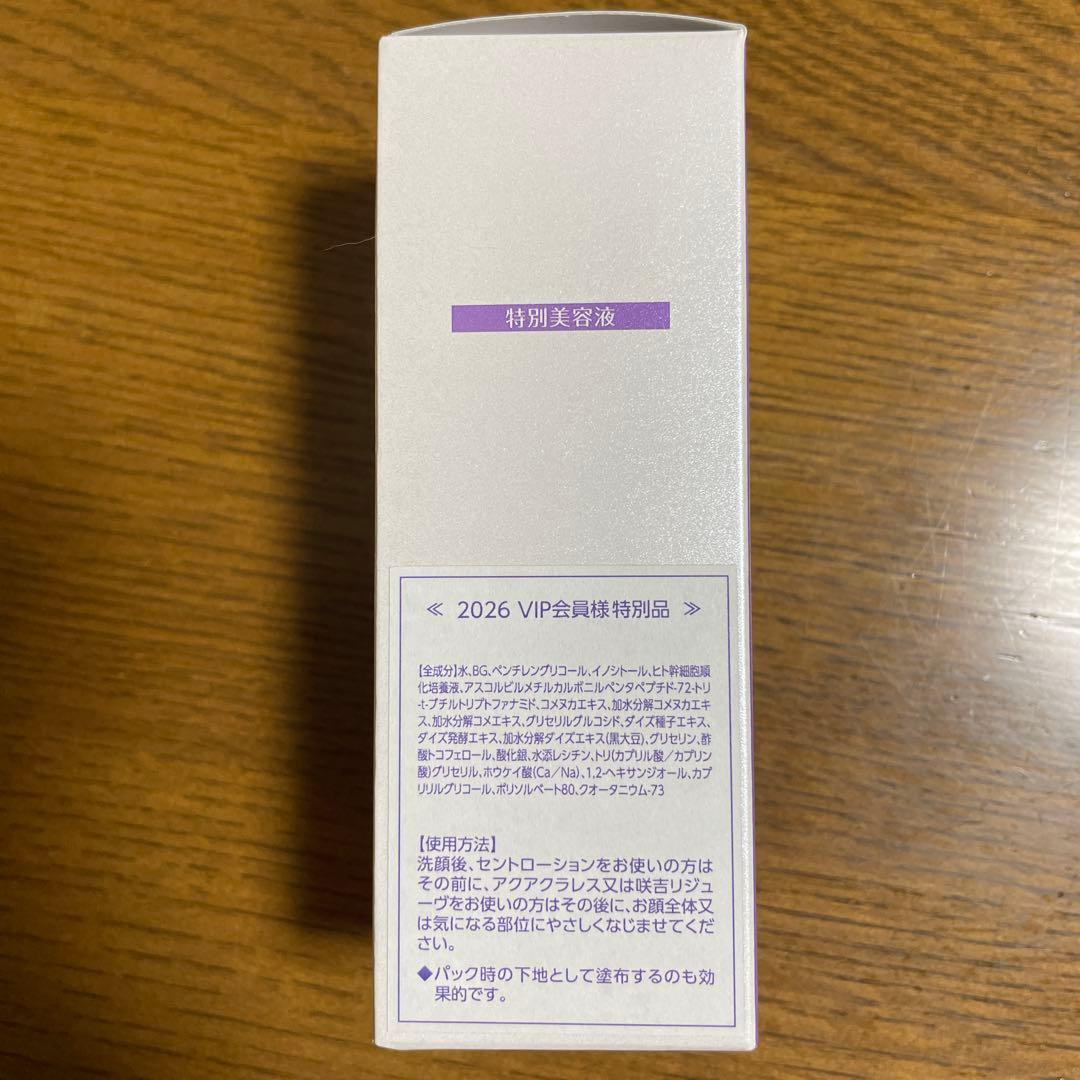 特別美容液
≪ 2026 VIP会員様特別品 ≫
【全成分】水、BG、ペンチレングリコール、イノシトール、ヒト幹細胞順
化培養液、アスコルビルメチルカルボニルペンタペプチド-72-トリ
-t-ブチルトリプトファナミド、コメヌカエキス、加水分解コメヌカエキ
ス、加水分解コメエキス、グリセリルグルコシド、ダイズ種子エキス、
ダイズ発酵エキス、加水分解ダイズエキス(黒大豆)、グリセリン、酢
酸トコフェロール、酸化銀、水添レシチン、トリ(カプリル酸／カプリン
酸)グリセリル、ホウケイ酸(Ca／Na)、1,2-ヘキサンジオール、カプ
リリルグリコール、ポリソルベート80、クオータニウム-73
【使用方法】
洗顔後、セントローションをお使いの方は
その前に、アクアクラレス又は咲吉リジュ
ーヴをお使いの方はその後に、お顔全体又
は気になる部位にやさしくなじませてくだ
さい。
◆パック時の下地として塗布するのも効
果的です。